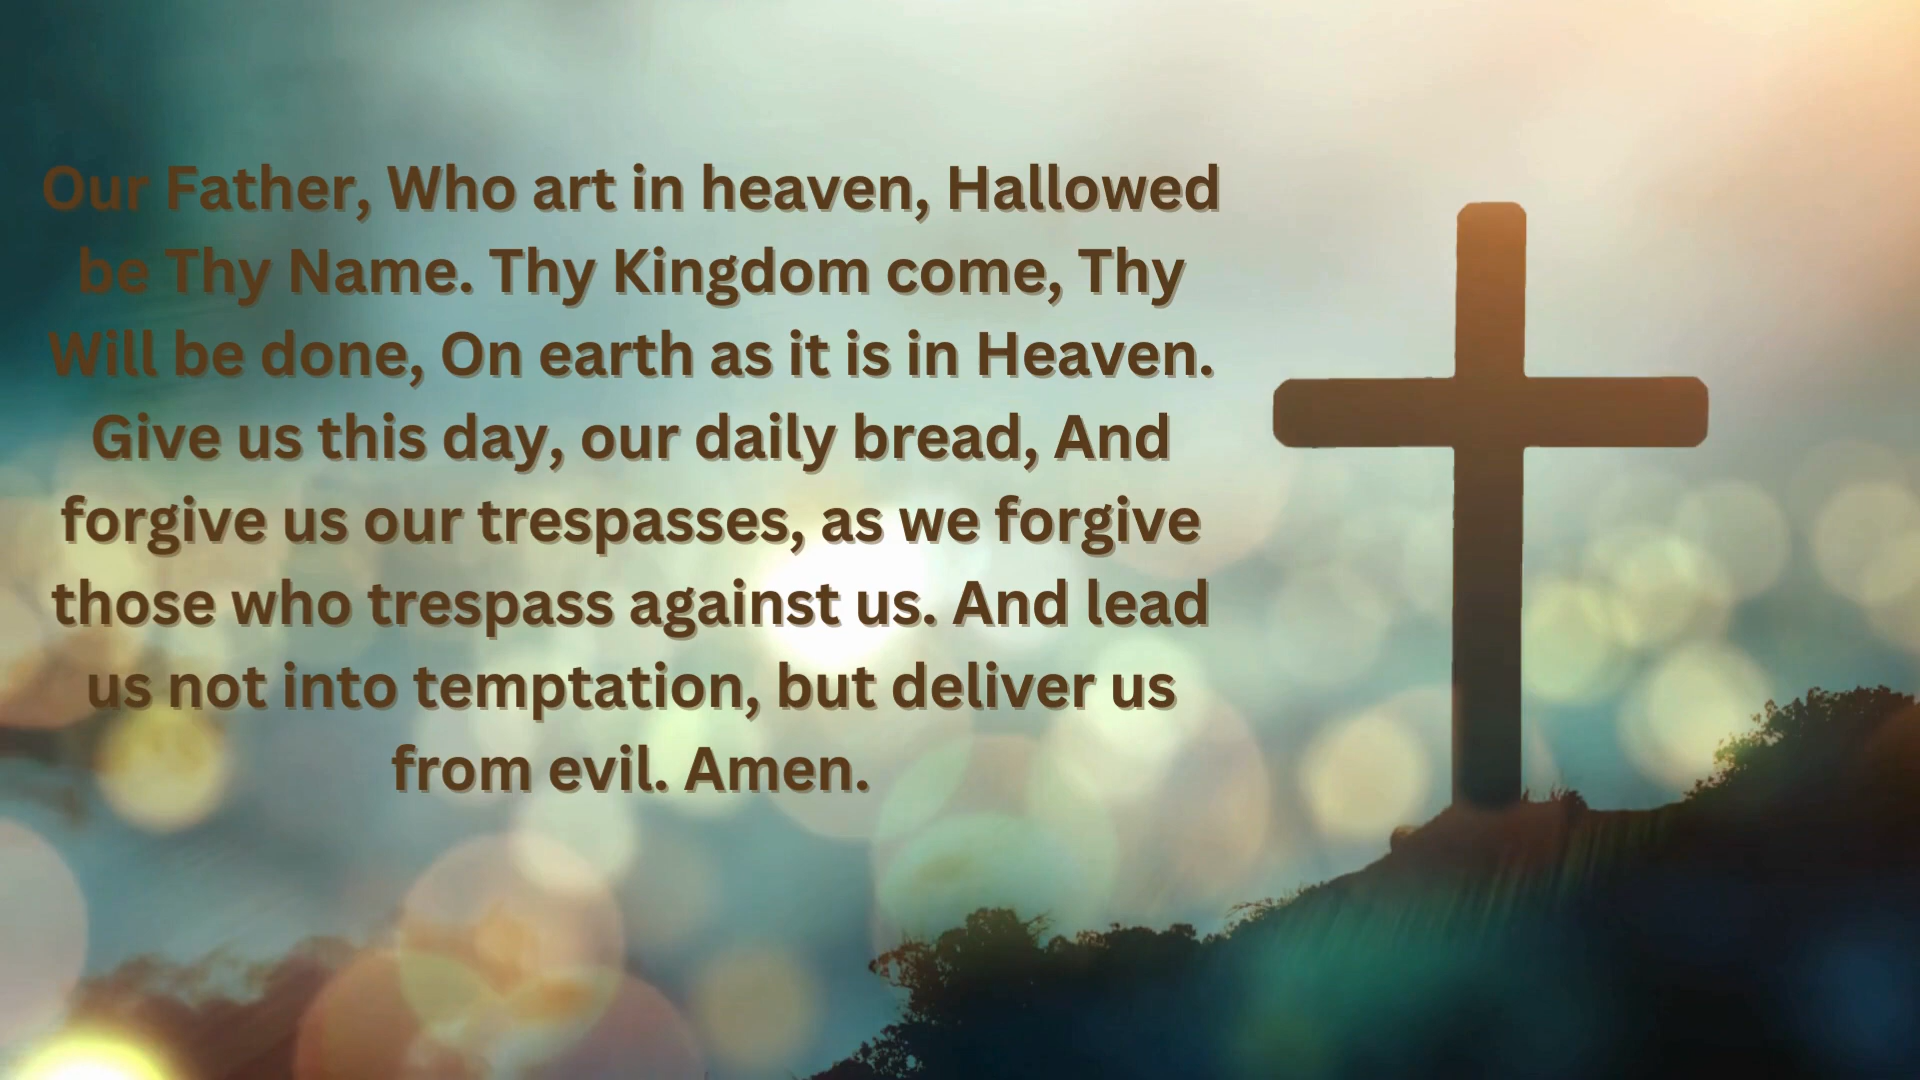 Our Father, Who art in heaven, Hallowed
be Thy Name. Thy Kingdom come, Thy
Will be done, On earth as it is in Heaven.
Give us this day, our daily bread, And
forgive us our trespasses, as we forgive
those who trespass against us. And lead
us not into temptation, but deliver us
from evil. Amen.